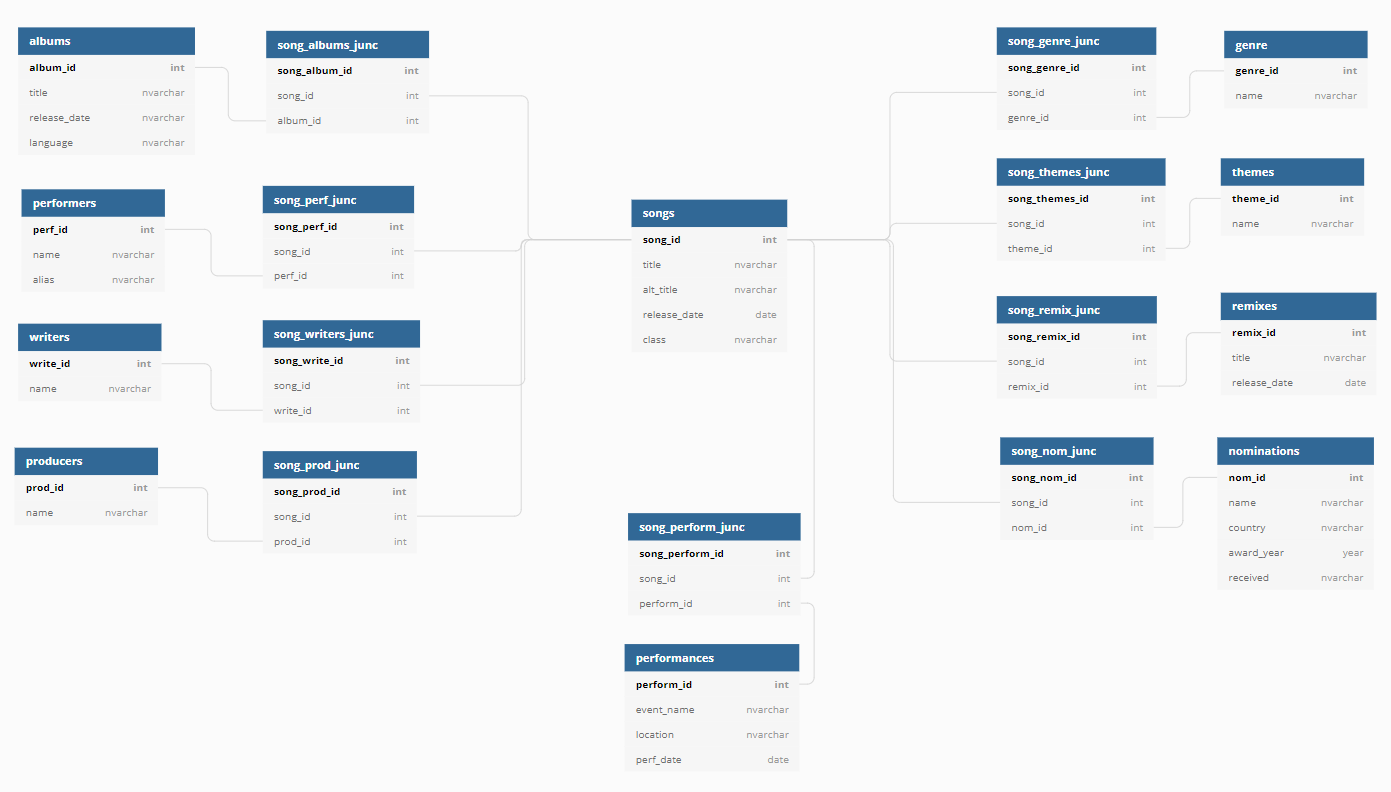 albums
album_id int
title nvarchar
release_date nvarchar
language nvarchar
song_albums_junc
song_album_id int
song_id int
album_id int
performers
perf_id int
name nvarchar
alias nvarchar
song_perf_junc
song_perf_id int
song_id int
perf_id int
writers
write_id int
name nvarchar
song_writers_junc
song_write_id int
song_id int
write_id int
producers
prod_id int
name nvarchar
song_prod_junc
song_prod_id int
song_id int
prod_id int
songs
song_id int
title nvarchar
alt_title nvarchar
release_date date
class nvarchar
song_perform_junc
song_perform_id int
song_id int
perform_id int
performances
perform_id int
event_name nvarchar
location nvarchar
perf_date date
song_genre_junc
song_genre_id int
song_id int
genre_id int
genre
genre_id int
name nvarchar
song_themes_junc
song_themes_id int
song_id int
theme_id int
themes
theme_id int
name nvarchar
song_remix_junc
song_remix_id int
song_id int
remix_id int
remixes
remix_id int
title nvarchar
release_date date
song_nom_junc
song_nom_id int
song_id int
nom_id int
nominations
nom_id int
name nvarchar
country nvarchar
award_year year
received nvarchar